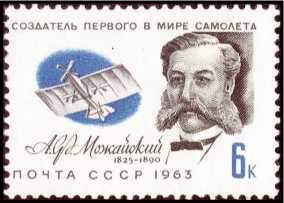 СОЗДАТЕЛЬ ПЕРВОГО В МИРЕ САМОЛЕТА
А.Ф. Можайский
1825-1890
6к
ПОЧТА СССР 1963